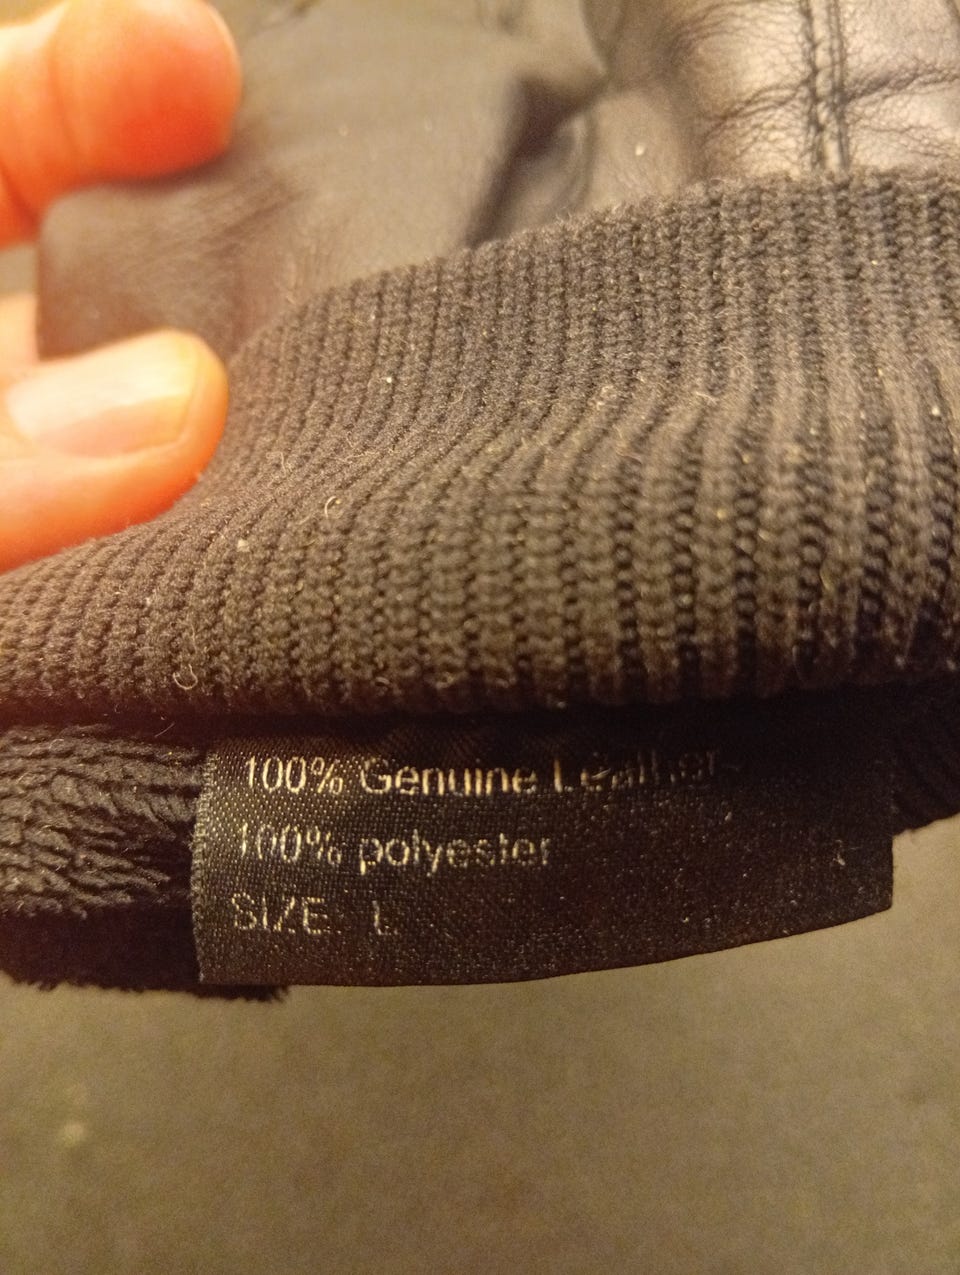 100% Genuine Leather
100% polyester
SIZE L